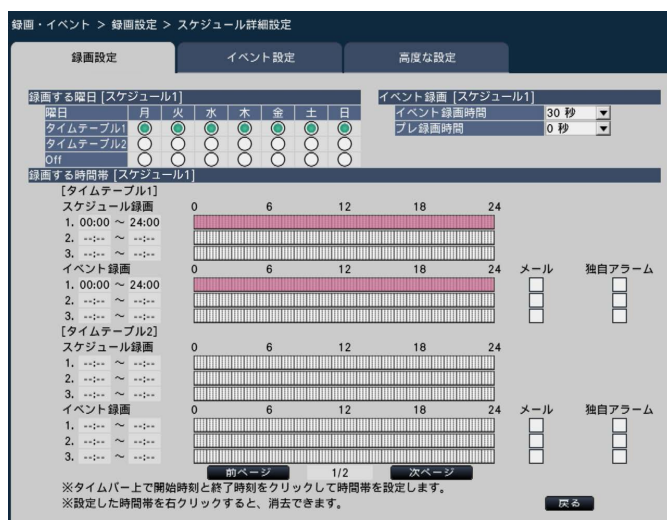 録画・イベント > 録画設定 > スケジュール詳細設定
録画設定 イベント設定 高度な設定
録画する曜日 [スケジュール1]
曜日 月 火 水 木 金 土 日
タイムテーブル1
タイムテーブル2
Off
イベント録画 [スケジュール1]
イベント録画時間 30 秒
プレ録画時間 0 秒
録画する時間帯 [スケジュール1]
[タイムテーブル1]
スケジュール録画 0 6 12 18 24
1. 00:00 ～ 24:00
2. --:-- ～ --:--
3. --:-- ～ --:--
イベント録画 0 6 12 18 24 メール 独自アラーム
1. 00:00 ～ 24:00
2. --:-- ～ --:--
3. --:-- ～ --:--
[タイムテーブル2]
スケジュール録画 0 6 12 18 24
1. --:-- ～ --:--
2. --:-- ～ --:--
3. --:-- ～ --:--
イベント録画 0 6 12 18 24 メール 独自アラーム
1. --:-- ～ --:--
2. --:-- ～ --:--
3. --:-- ～ --:--
前ページ 1/2 次ページ
※タイムバー上で開始時刻と終了時刻をクリックして時間帯を設定します。
※設定した時間帯を右クリックすると、消去できます。
戻る